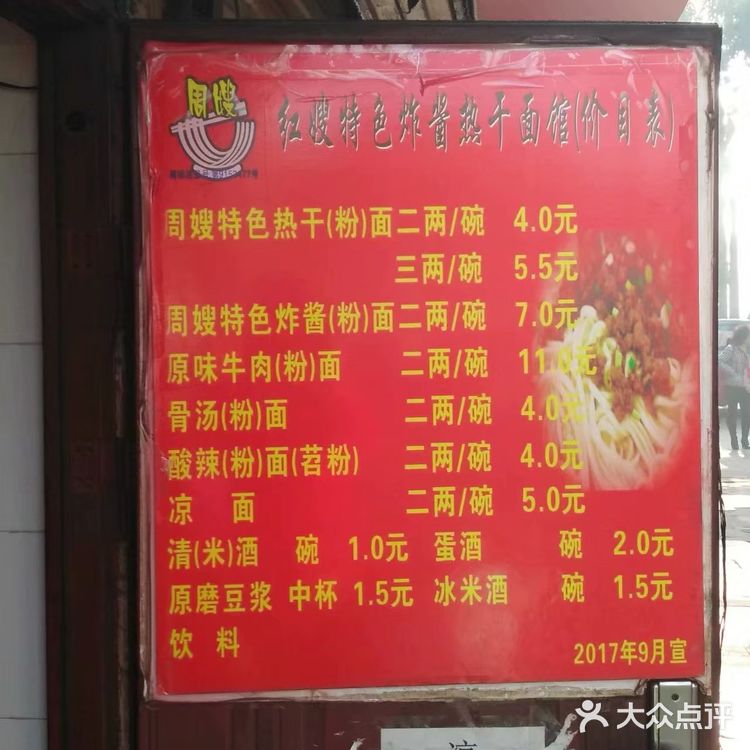 周嫂
红嫂特色炸酱热干面馆(价目表)
周嫂特色热干(粉)面二两/碗 4.0元
三两/碗 5.5元
周嫂特色炸酱(粉)面二两/碗 7.0元
原味牛肉(粉)面 二两/碗 11.0元
骨汤(粉)面 二两/碗 4.0元
酸辣(粉)面(苕粉) 二两/碗 4.0元
凉 面 二两/碗 5.0元
清(米)酒 碗 1.0元 蛋酒 碗 2.0元
原磨豆浆 中杯 1.5元 冰米酒 碗 1.5元
饮料
2017年9月宣
大众点评